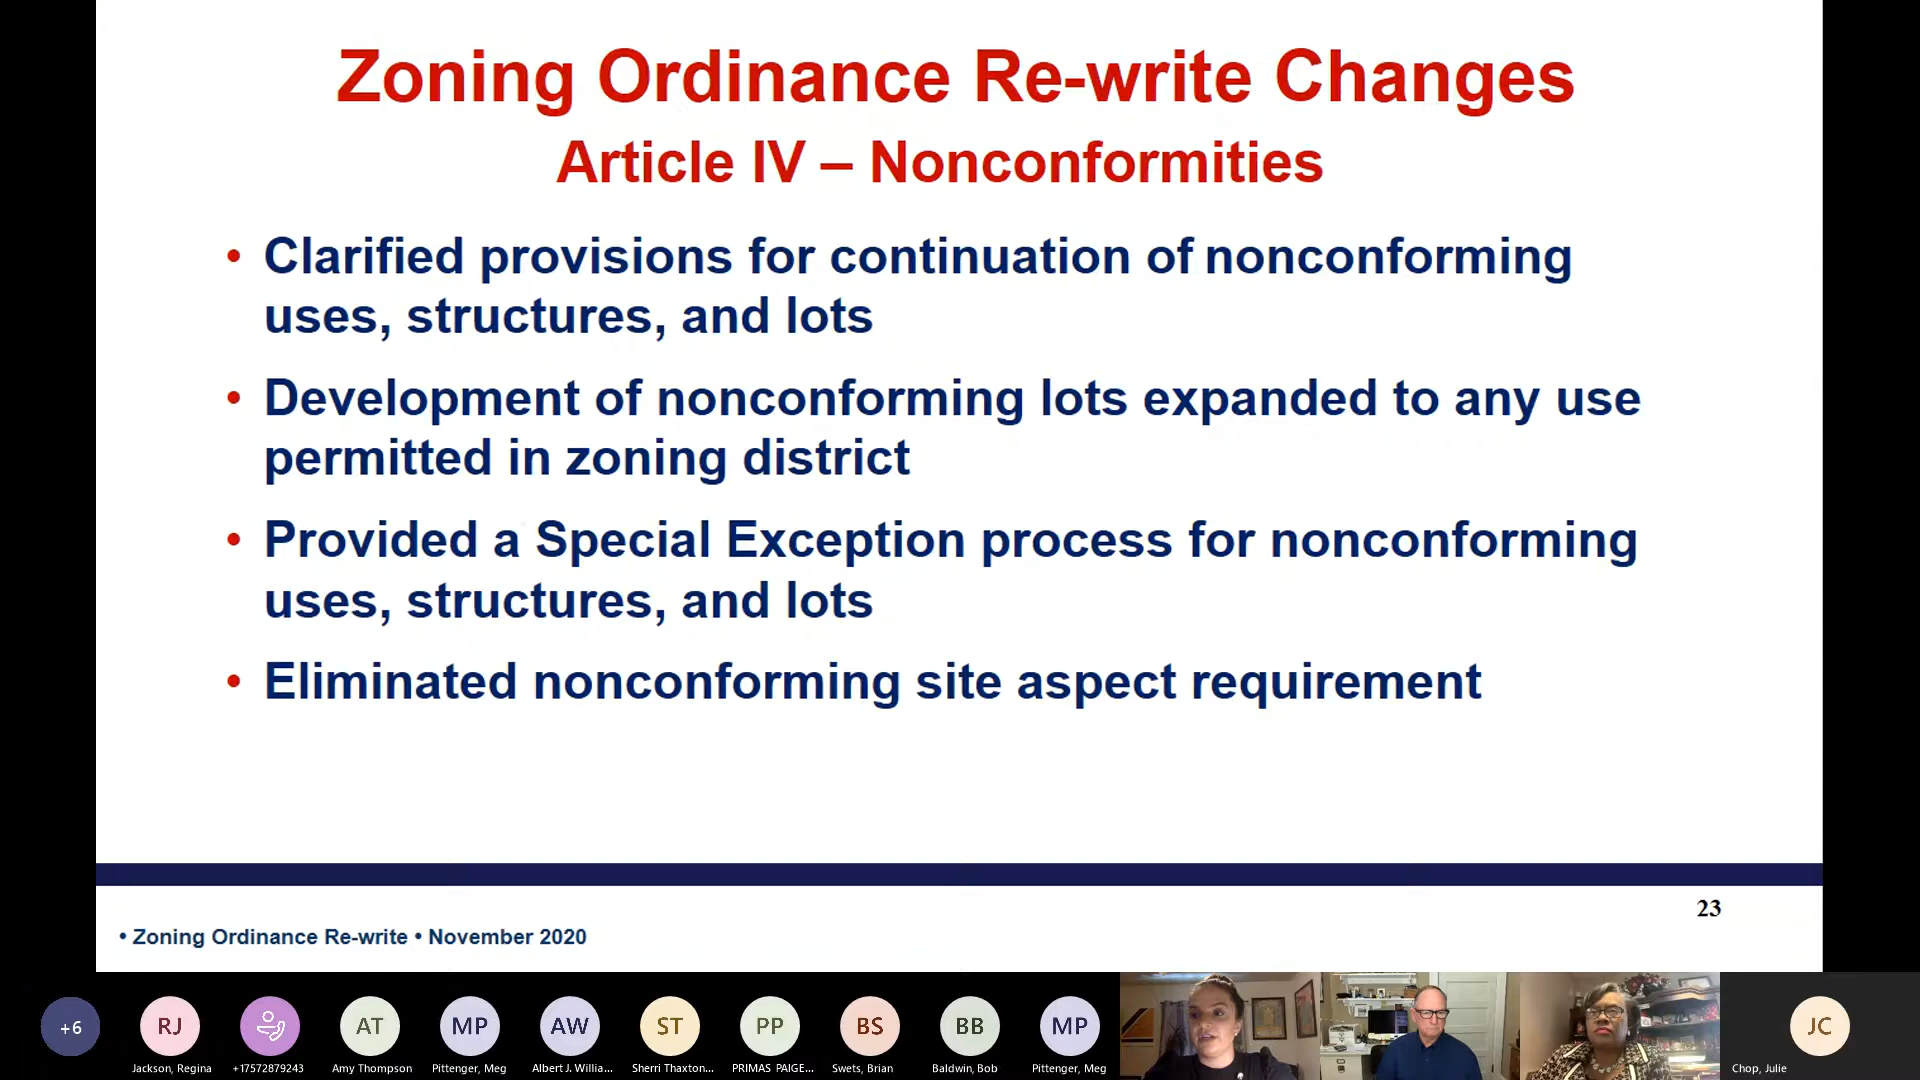 Zoning Ordinance Re-write Changes
Article IV – Nonconformities
• Clarified provisions for continuation of nonconforming
uses, structures, and lots
• Development of nonconforming lots expanded to any use
permitted in zoning district
• Provided a Special Exception process for nonconforming
uses, structures, and lots
• Eliminated nonconforming site aspect requirement
23
• Zoning Ordinance Re-write • November 2020
+6
RJ
AT
MP
AW
ST
PP
BS
BB
MP
JC
Jackson, Regina
+17572879243
Amy Thompson
Pittenger, Meg
Albert J. Willia...
Sherri Thaxton...
PRIMAS PAIGE...
Swets, Brian
Baldwin, Bob
Pittenger, Meg
Chop, Julie